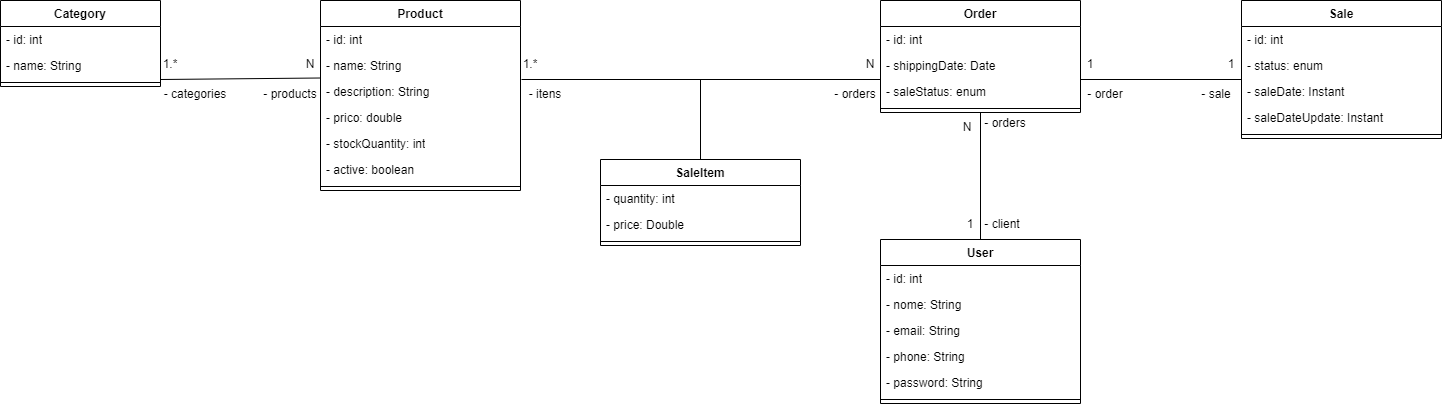 Category
- id: int
- name: String
1.*
- categories
N
- products
Product
- id: int
- name: String
- description: String
- prico: double
- stockQuantity: int
- active: boolean
1.*
- itens
N
- orders
SaleItem
- quantity: int
- price: Double
Order
- id: int
- shippingDate: Date
- saleStatus: enum
1
- order
1
- sale
Sale
- id: int
- status: enum
- saleDate: Instant
- saleDateUpdate: Instant
N
- orders
1
- client
User
- id: int
- nome: String
- email: String
- phone: String
- password: String